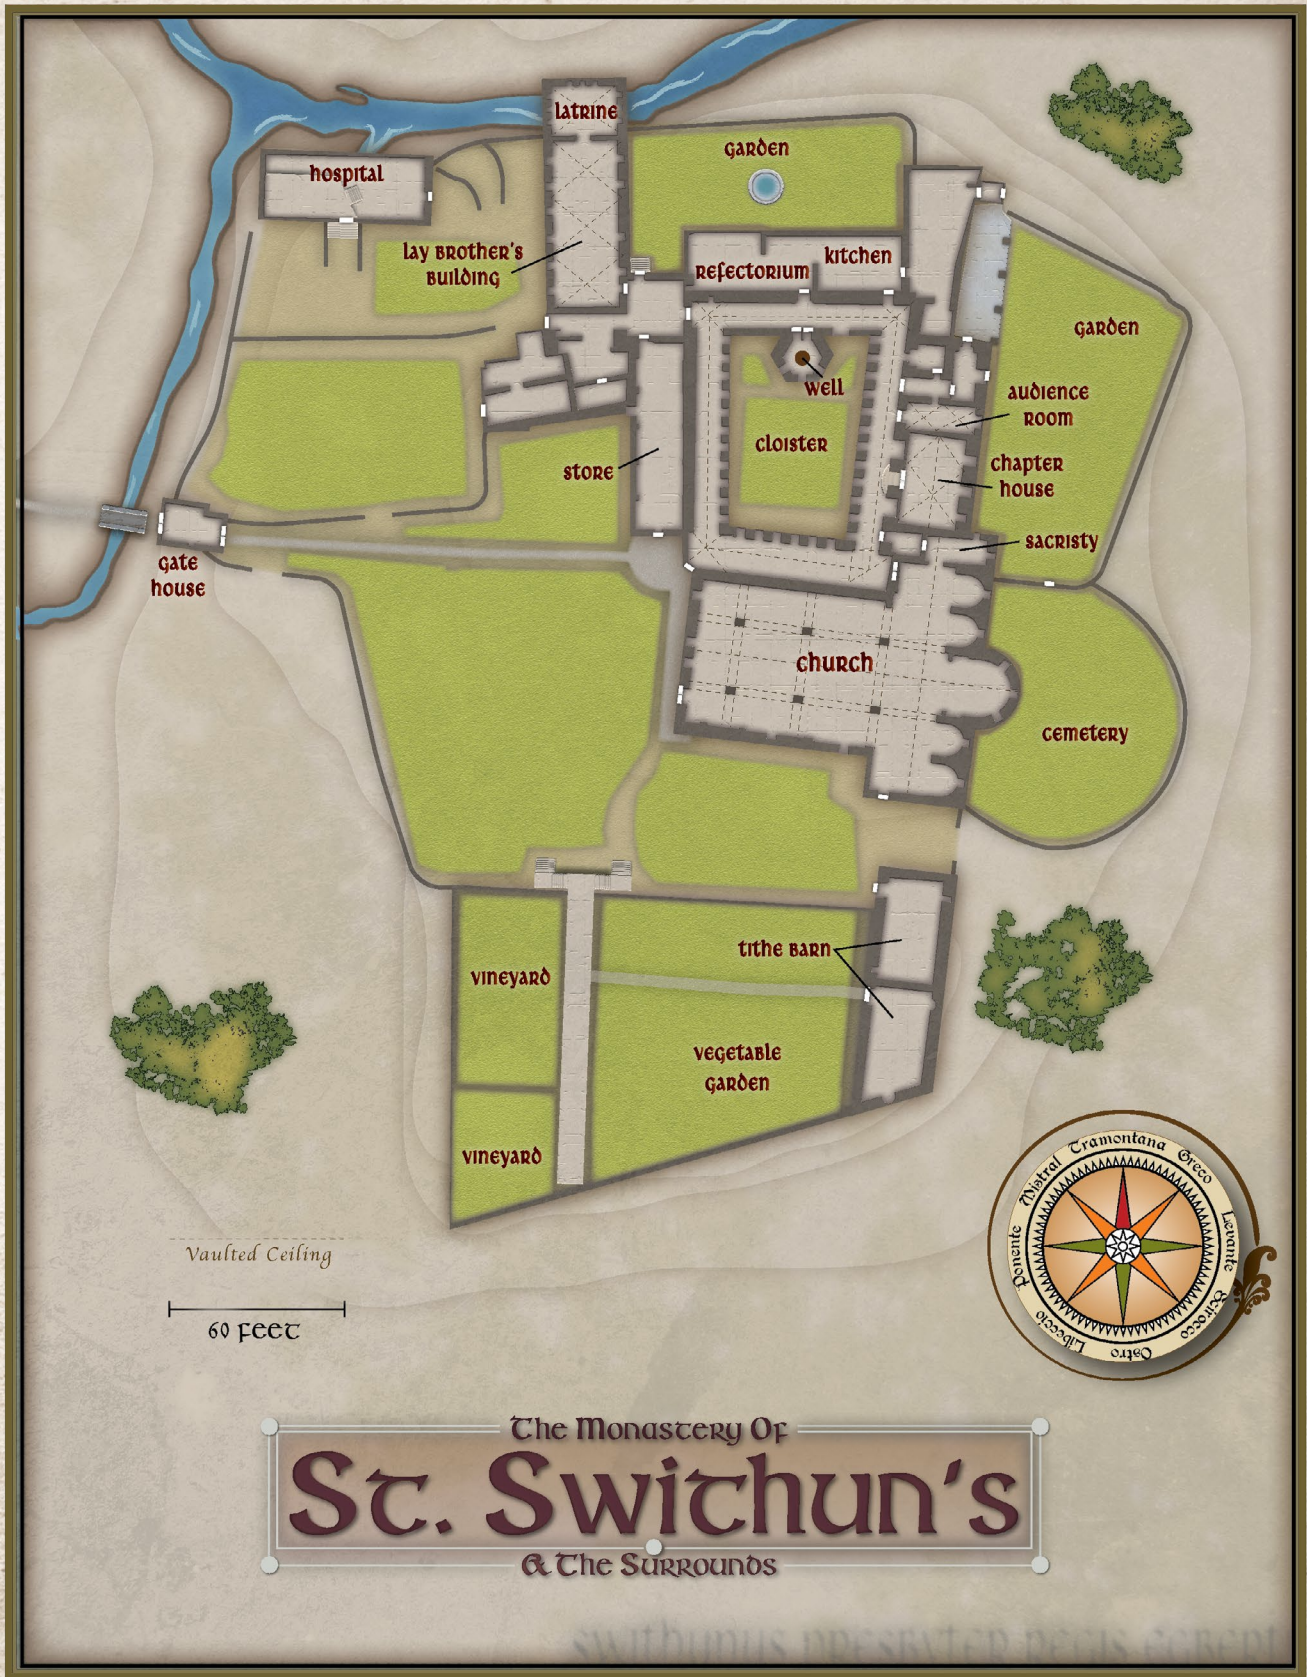 Latrine
Garden
Hospital
Lay Brother's
Building
Refectorium
Kitchen
Garden
Well
Audience
Room
Cloister
Store
Chapter
House
Sacristy
Gate
House
Church
Cemetery
Tithe Barn
Vineyard
Vegetable
Garden
Vineyard
Tramontana
Greco
Levante
Scirocco
Ostro
Libeccio
Ponente
Mistral
Vaulted Ceiling
60 Feet
The Monastery Of
St. Swithun's
& The Surrounds
swithunus presbyter regis egberti